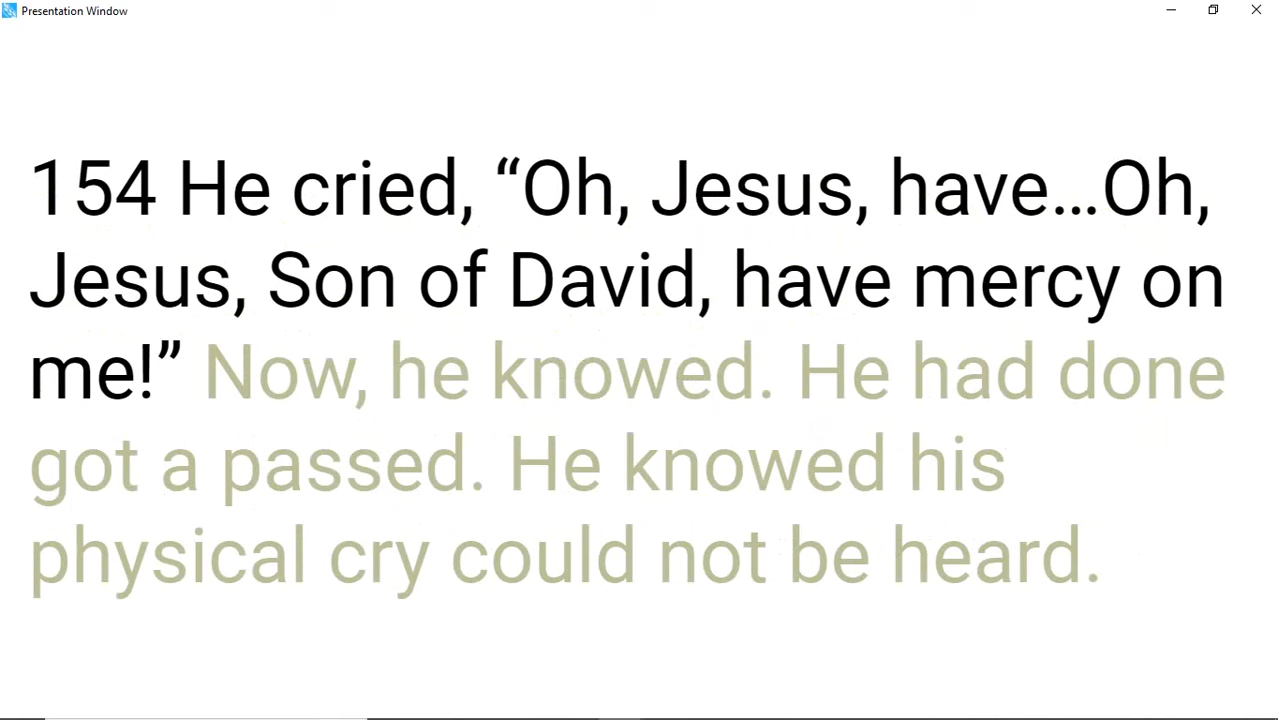 Presentation Window
154 He cried, “Oh, Jesus, have…Oh,
Jesus, Son of David, have mercy on
me!” Now, he knowed. He had done
got a passed. He knowed his
physical cry could not be heard.